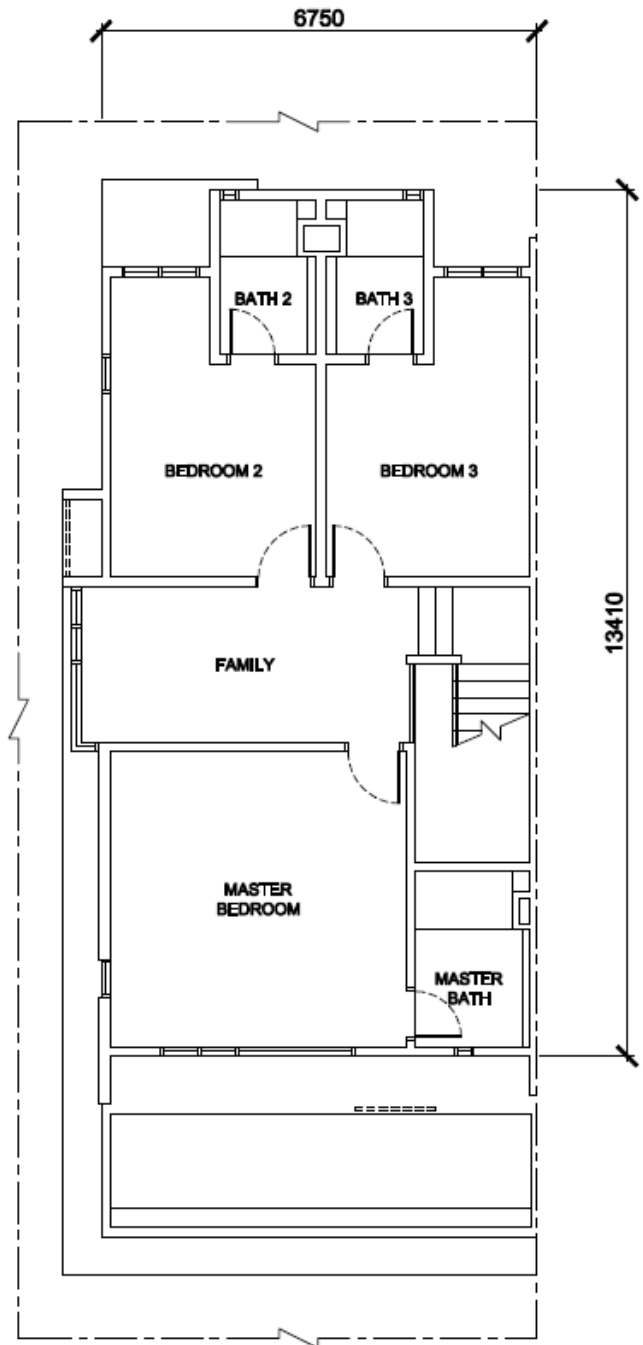 6750
BATH 2
BATH 3
BEDROOM 2
BEDROOM 3
13410
FAMILY
MASTER
BEDROOM
MASTER
BATH